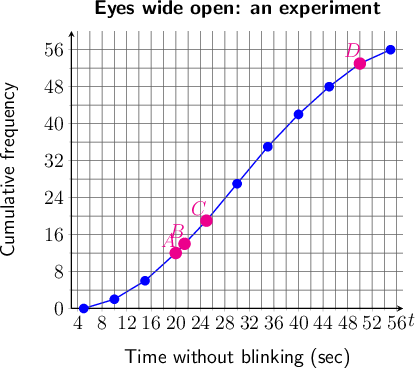 Eyes wide open: an experiment
Cumulative frequency
56
48
40
32
24
16
8
0
D
C
B
A
4 8 12 16 20 24 28 32 36 40 44 48 52 56 t
Time without blinking (sec)